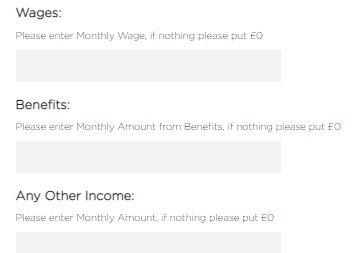 Wages:
Please enter Monthly Wage, if nothing please put £0
Benefits:
Please enter Monthly Amount from Benefits, if nothing please put £0
Any Other Income:
Please enter Monthly Amount, if nothing please put £0